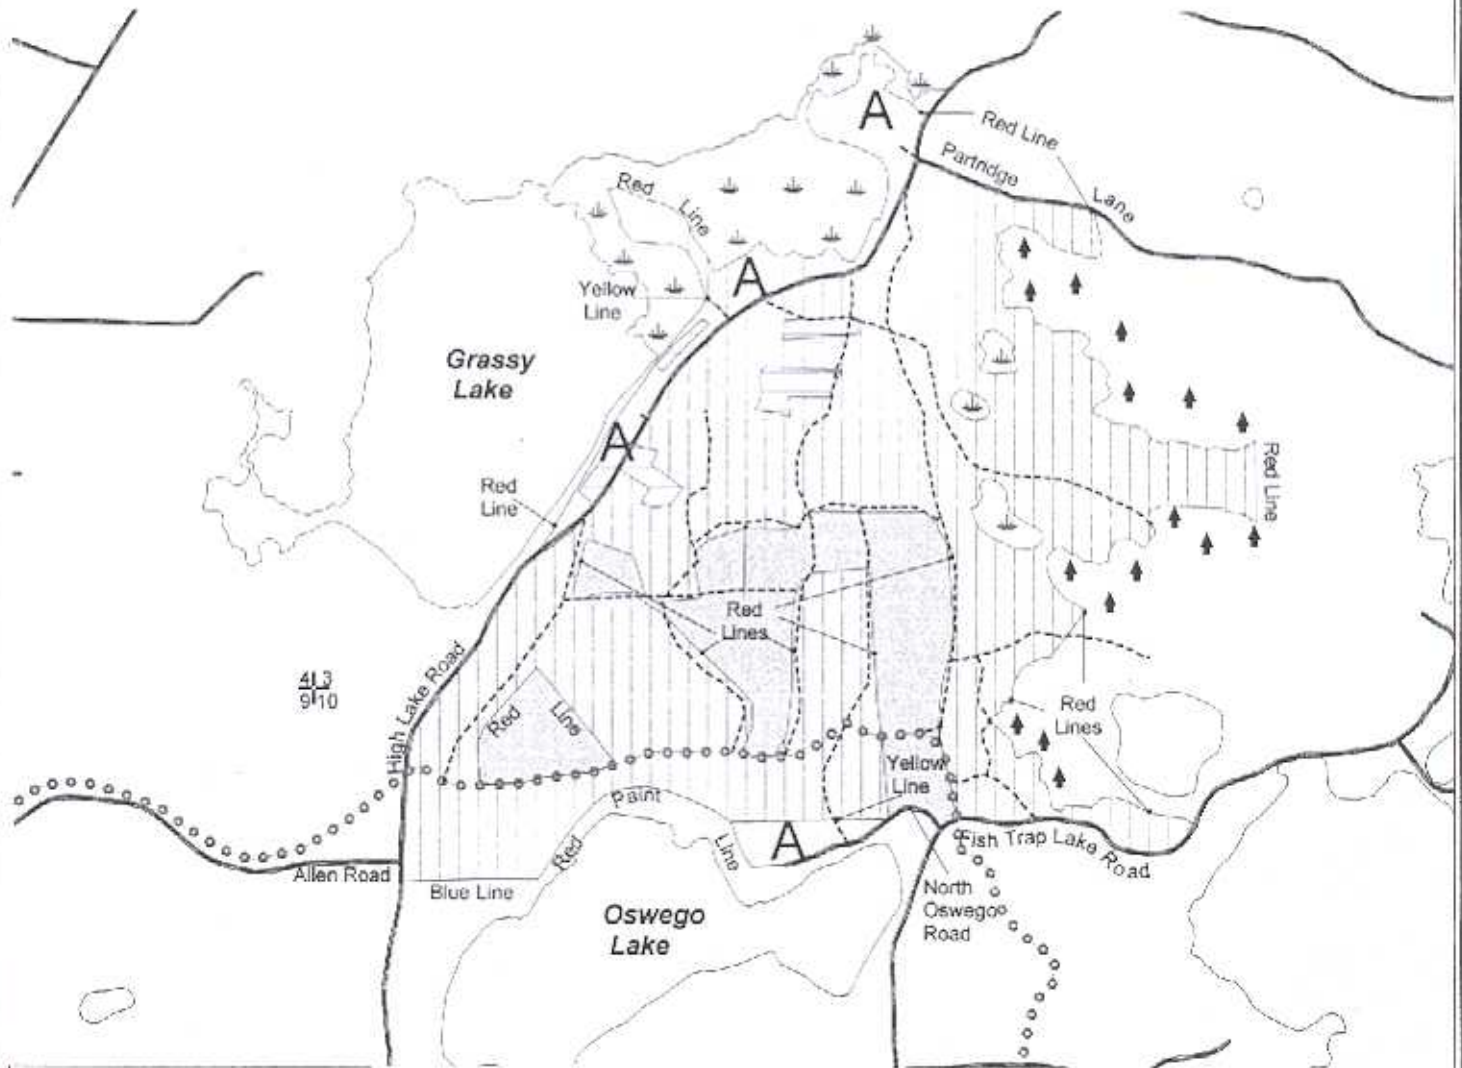 A
Red Line
Partridge
Lane
Red
Line
A
Yellow
Line
Grassy
Lake
A
Red
Line
Red Line
Red
Lines
High Lake Road
4 3
9 10
Red
Line
Red
Lines
Yellow
Line
Paint
Red
Line
A
Fish Trap Lake Road
Allen Road
Blue Line
North
Oswego
Road
Oswego
Lake